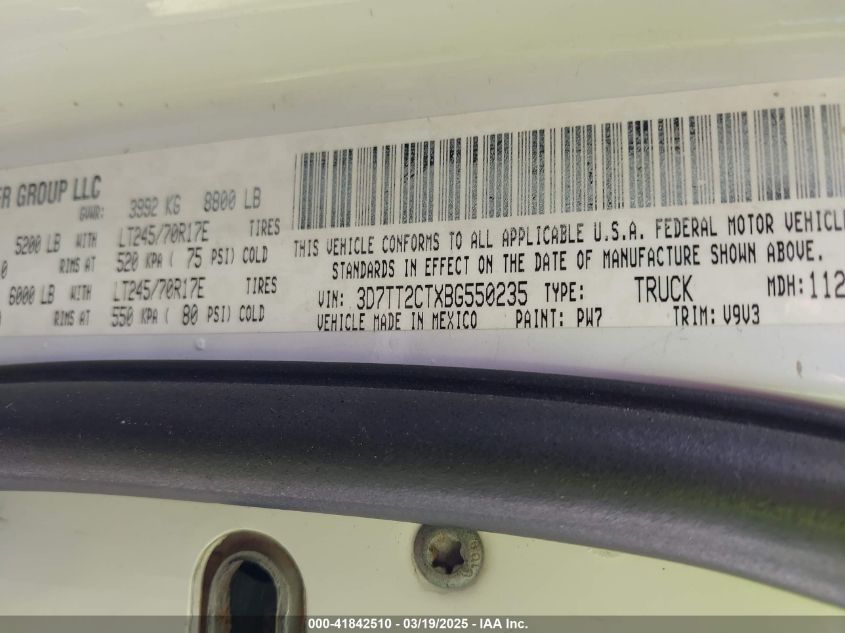 ER GROUP LLC
GVWR: 3992 KG 8800 LB
5200 LB WITH LT245/70R17E TIRES
0 RIMS AT 520 KPA ( 75 PSI) COLD
6000 LB WITH LT245/70R17E TIRES
RIMS AT 550 KPA ( 80 PSI) COLD
THIS VEHICLE CONFORMS TO ALL APPLICABLE U.S.A. FEDERAL MOTOR VEHICLE
STANDARDS IN EFFECT ON THE DATE OF MANUFACTURE SHOWN ABOVE.
VIN: 3D7TT2CTXBG550235 TYPE: TRUCK MDH: 112
VEHICLE MADE IN MEXICO PAINT: PW7 TRIM: V9V3
000-41842510 - 03/19/2025 - IAA Inc.